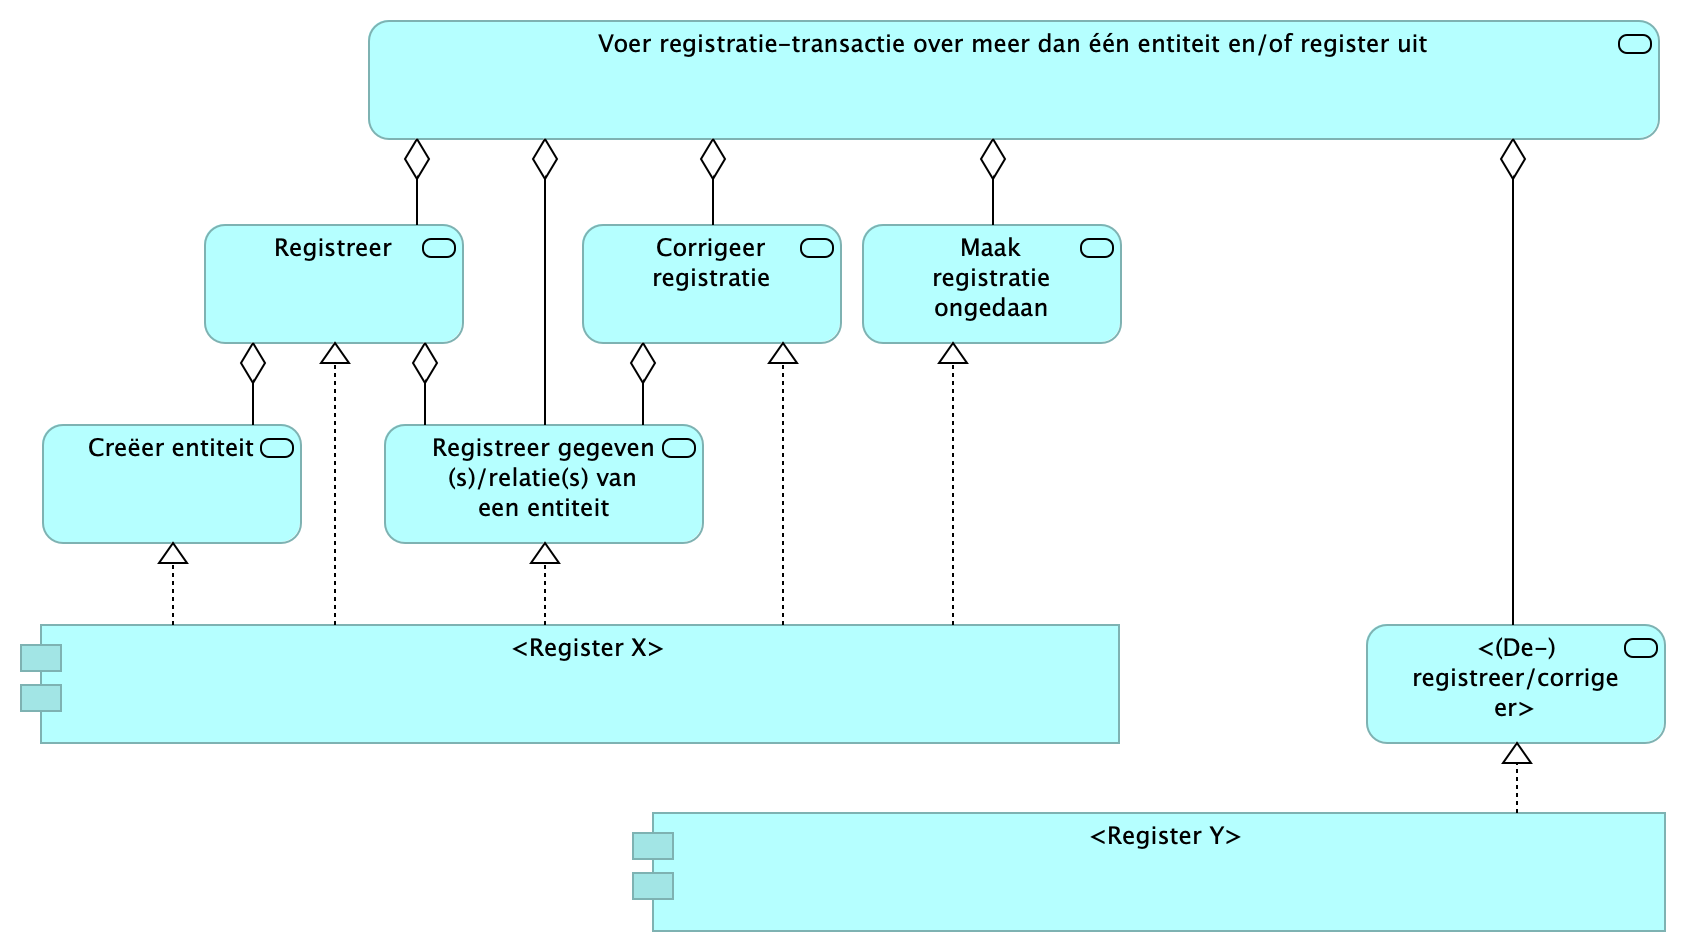 Voer registratie-transactie over meer dan één entiteit en/of register uit
Registreer
Corrigeer
registratie
Maak
registratie
ongedaan
Creëer entiteit
Registreer gegeven
(s)/relatie(s) van
een entiteit
<Register X>
<(De-)
registreer/corrige
er>
<Register Y>